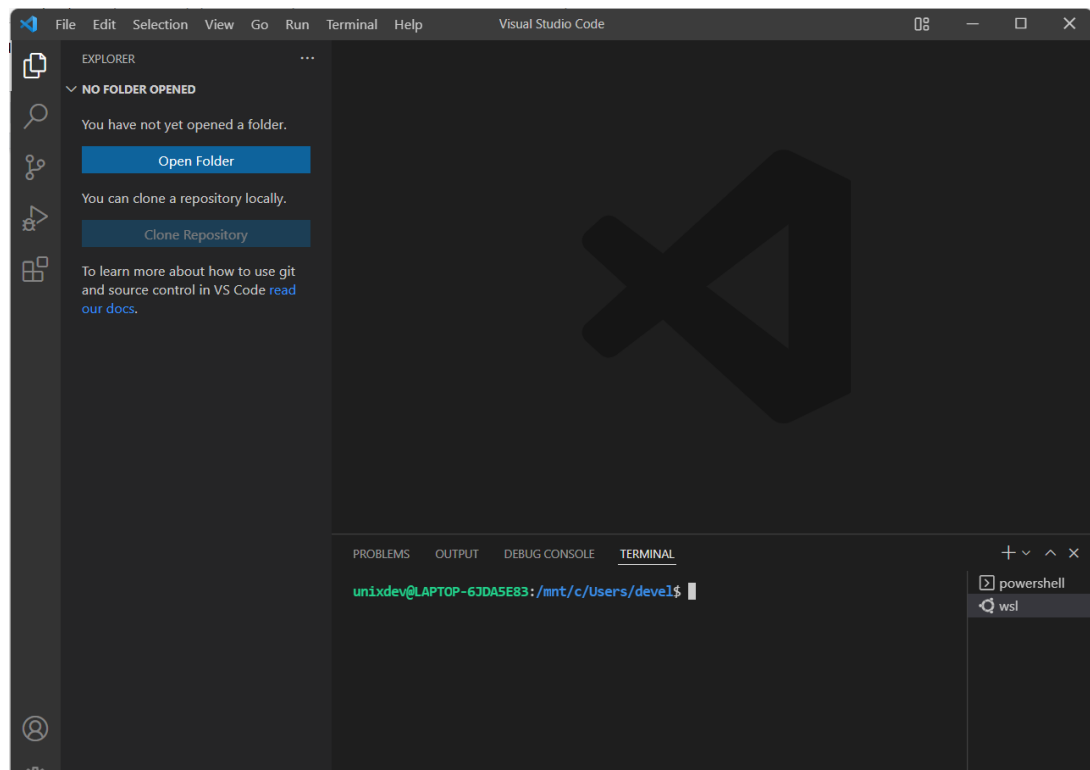 File Edit Selection View Go Run Terminal Help Visual Studio Code
EXPLORER
NO FOLDER OPENED
You have not yet opened a folder.
Open Folder
You can clone a repository locally.
Clone Repository
To learn more about how to use git
and source control in VS Code read
our docs.
PROBLEMS OUTPUT DEBUG CONSOLE TERMINAL
unixdev@LAPTOP-6JDA5E83:/mnt/c/Users/devel$
powershell
wsl